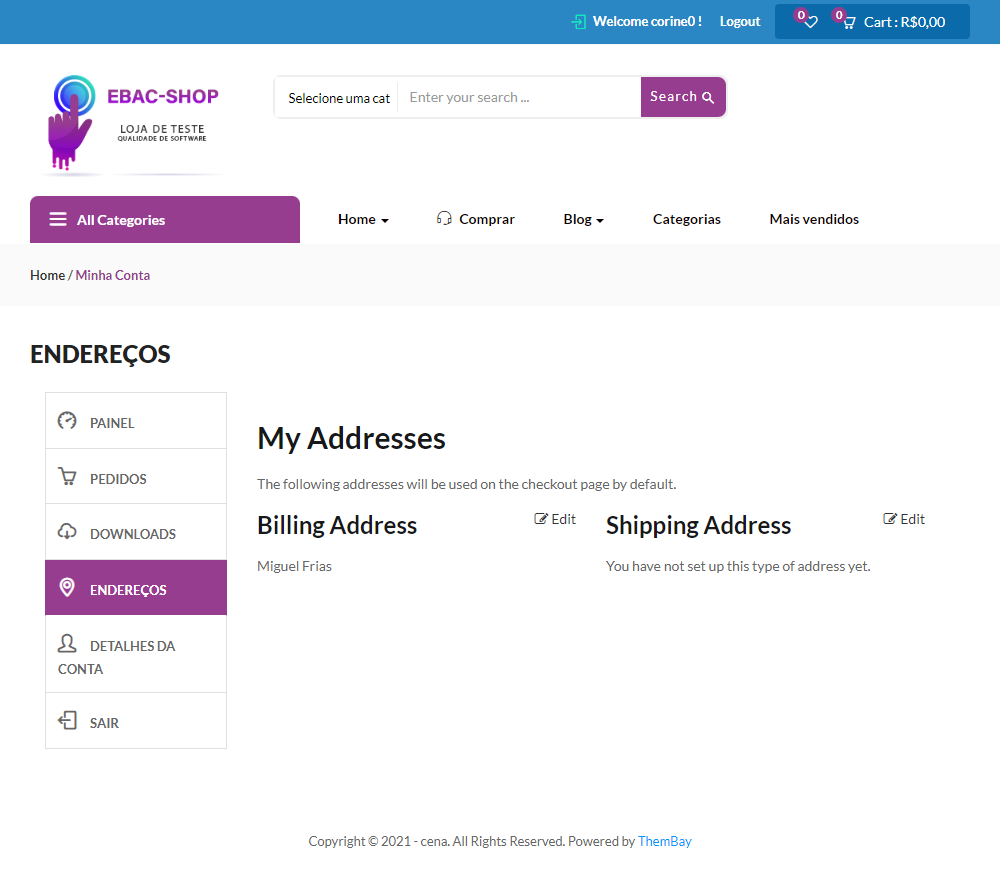 Welcome corine0 ! Logout 0 0 Cart : R$0,00
EBAC-SHOP
LOJA DE TESTE
QUALIDADE DE SOFTWARE
Selecione uma cat Enter your search ... Search
All Categories Home Comprar Blog Categorias Mais vendidos
Home / Minha Conta
ENDEREÇOS
PAINEL
PEDIDOS
DOWNLOADS
ENDEREÇOS
DETALHES DA
CONTA
SAIR
My Addresses
The following addresses will be used on the checkout page by default.
Billing Address Edit
Miguel Frias
Shipping Address Edit
You have not set up this type of address yet.
Copyright © 2021 - cena. All Rights Reserved. Powered by ThemBay